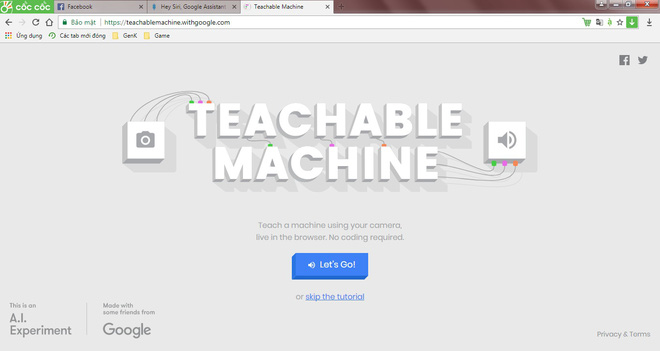 cốc cốc
Facebook
Hey Siri, Google Assistant
Teachable Machine
Bảo mật
https://teachablemachine.withgoogle.com
Ứng dụng
Các tab mới đóng
GenK
Game
TEACHABLE
MACHINE
Teach a machine using your camera,
live in the browser. No coding required.
Let's Go!
or skip the tutorial
This is an
A.I.
Experiment
Made with
some friends from
Google
Privacy & Terms